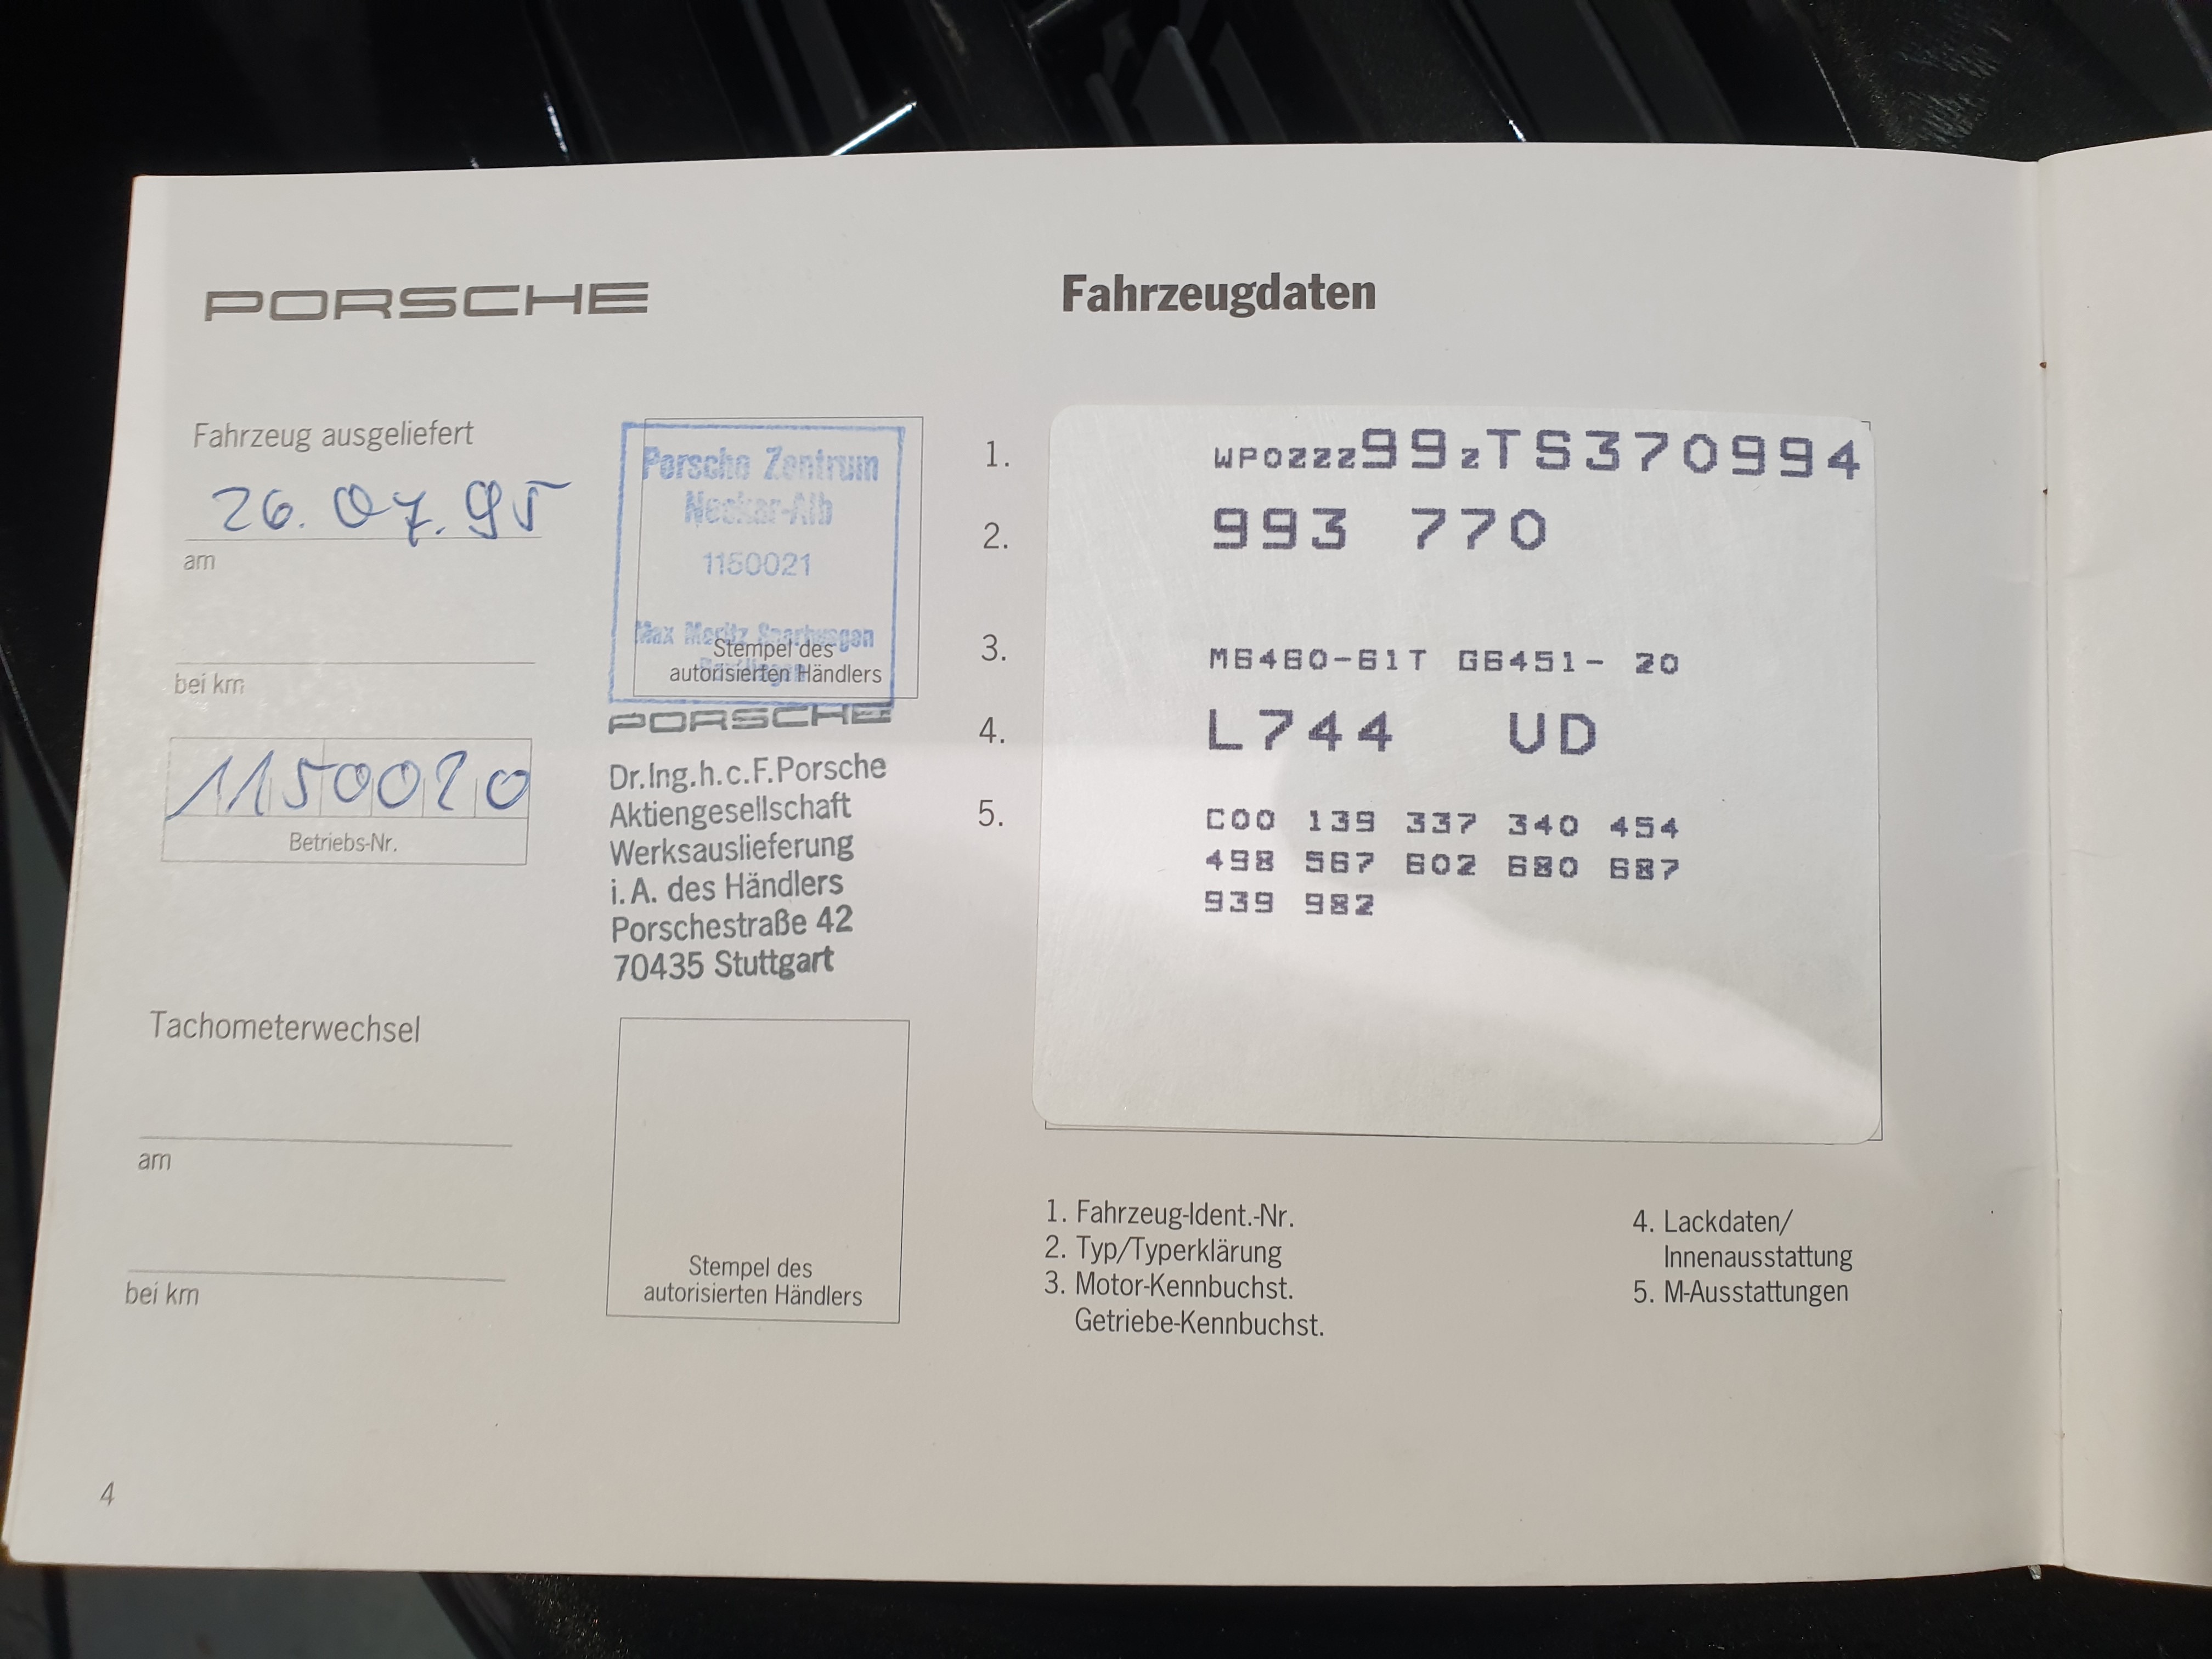 PORSCHE
Fahrzeug ausgeliefert
26.07.95
am
bei km
1150020
Betriebs-Nr.
Porsche Zentrum
Neckar-Alb
1150021
Max Moritz
Stempel des
autorisierten Händlers
PORSCHE
Dr.Ing.h.c.F.Porsche
Aktiengesellschaft
Werksauslieferung
i.A. des Händlers
Porschestraße 42
70435 Stuttgart
Tachometerwechsel
am
bei km
Stempel des
autorisierten Händlers
4
Fahrzeugdaten
1. WP0ZZZ99ZTS370994
2. 993 770
3. M6460-61T G6451- 20
4. L744 UD
5. C00 139 337 340 454
498 567 602 680 687
939 982
1. Fahrzeug-Ident.-Nr.
2. Typ/Typerklärung
3. Motor-Kennbuchst.
Getriebe-Kennbuchst.
4. Lackdaten/
Innenausstattung
5. M-Ausstattungen